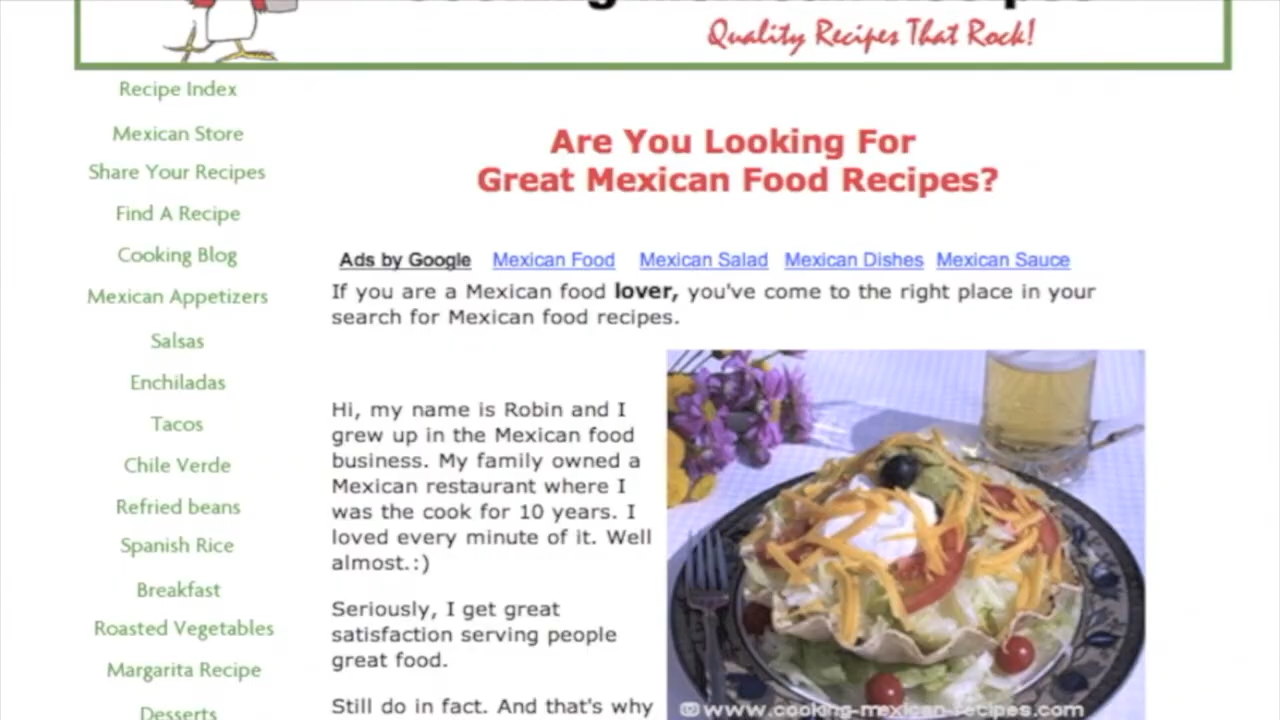 Cooking Mexican Recipes
Quality Recipes That Rock!
Recipe Index
Mexican Store
Share Your Recipes
Find A Recipe
Cooking Blog
Mexican Appetizers
Salsas
Enchiladas
Tacos
Chile Verde
Refried beans
Spanish Rice
Breakfast
Roasted Vegetables
Margarita Recipe
Desserts
Are You Looking For
Great Mexican Food Recipes?
Ads by Google Mexican Food Mexican Salad Mexican Dishes Mexican Sauce
If you are a Mexican food lover, you've come to the right place in your
search for Mexican food recipes.
Hi, my name is Robin and I
grew up in the Mexican food
business. My family owned a
Mexican restaurant where I
was the cook for 10 years. I
loved every minute of it. Well
almost.:)
Seriously, I get great
satisfaction serving people
great food.
Still do in fact. And that's why
© www.cooking-mexican-recipes.com